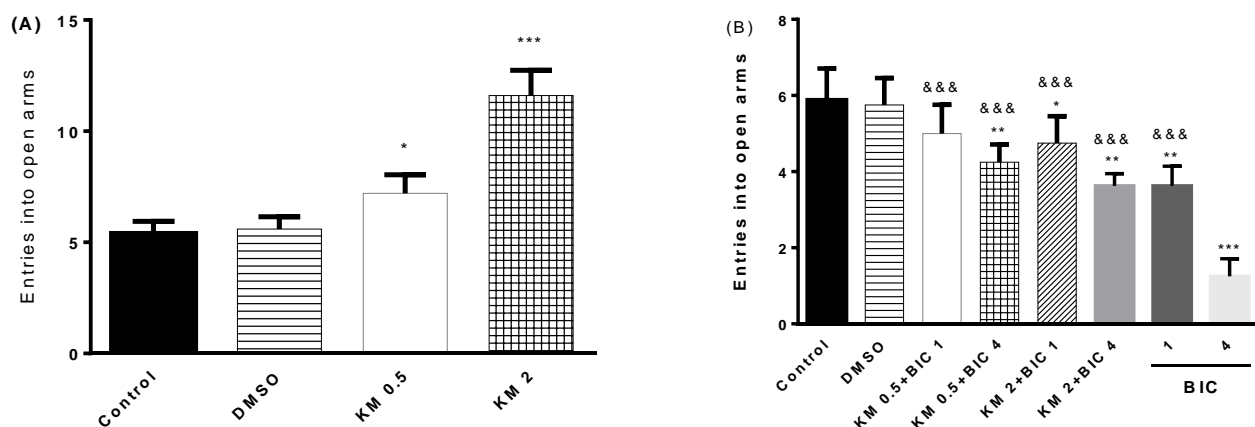 (A)
Entries into open arms
15
10
5
0
*
***
Control
DMSO
KM 0.5
KM 2
(B)
Entries into open arms
8
6
4
2
0
&&&
&&&
**
&&&
*
&&&
**
&&&
**
***
Control
DMSO
KM 0.5+BIC 1
KM 0.5+BIC 4
KM 2+BIC 1
KM 2+BIC 4
1
4
BIC